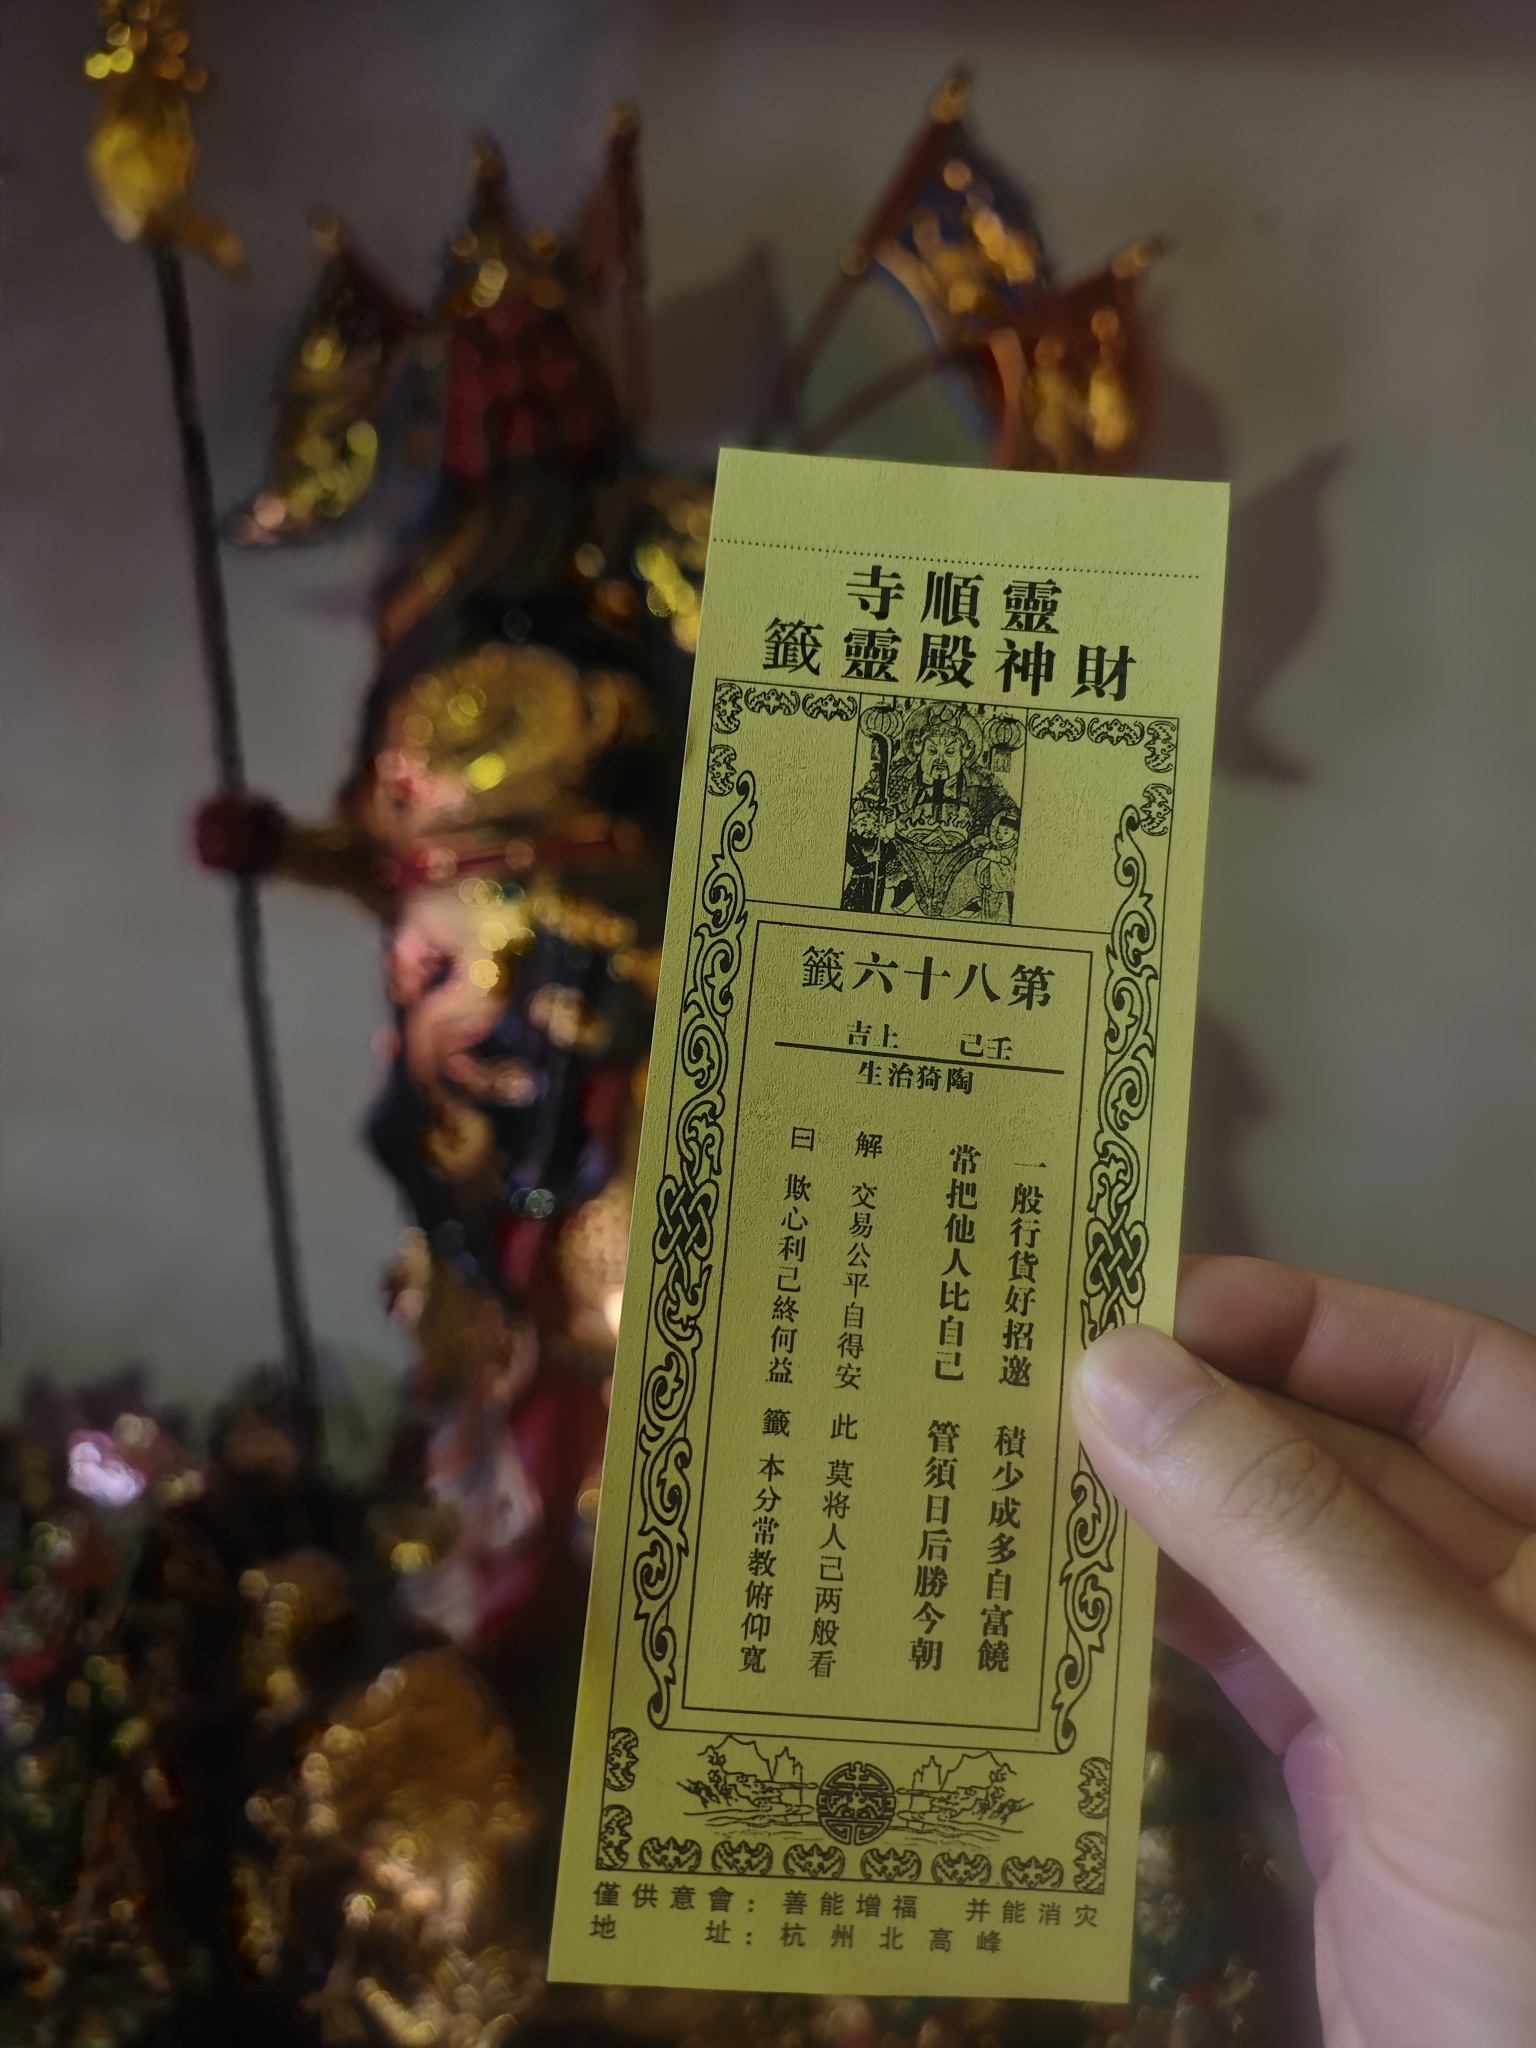 靈順寺
財神殿靈籤
第八十六籤
壬己 上吉
陶猗治生
一般行貨好招邀 積少成多自富饒
常把他人比自己 管須日后勝今朝
解 交易公平自得安 此 莫将人己两般看
曰 欺心利己終何益 籤 本分常教俯仰寬
僅供意會：善能增福 并能消灾
地 址：杭州北高峰